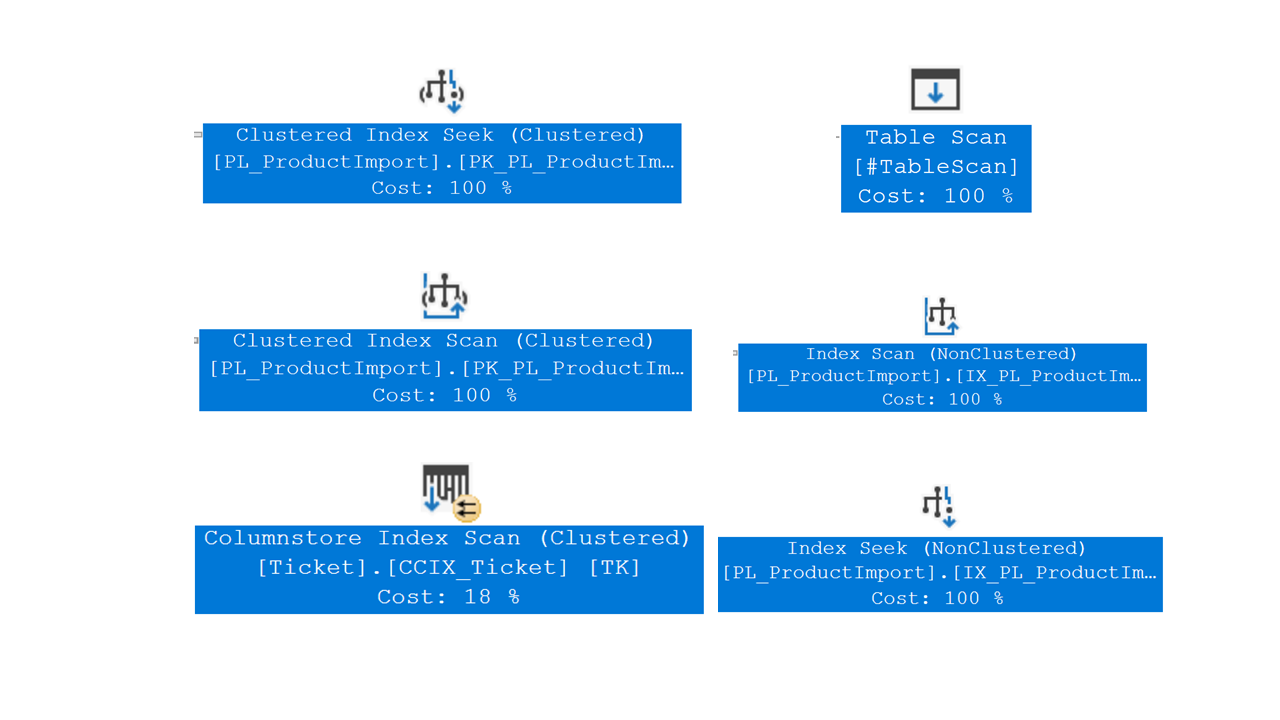 Clustered Index Seek (Clustered)
[PL_ProductImport].[PK_PL_ProductIm…
Cost: 100 %
Table Scan
[#TableScan]
Cost: 100 %
Clustered Index Scan (Clustered)
[PL_ProductImport].[PK_PL_ProductIm…
Cost: 100 %
Index Scan (NonClustered)
[PL_ProductImport].[IX_PL_ProductIm…
Cost: 100 %
Columnstore Index Scan (Clustered)
[Ticket].[CCIX_Ticket] [TK]
Cost: 18 %
Index Seek (NonClustered)
[PL_ProductImport].[IX_PL_ProductIm…
Cost: 100 %